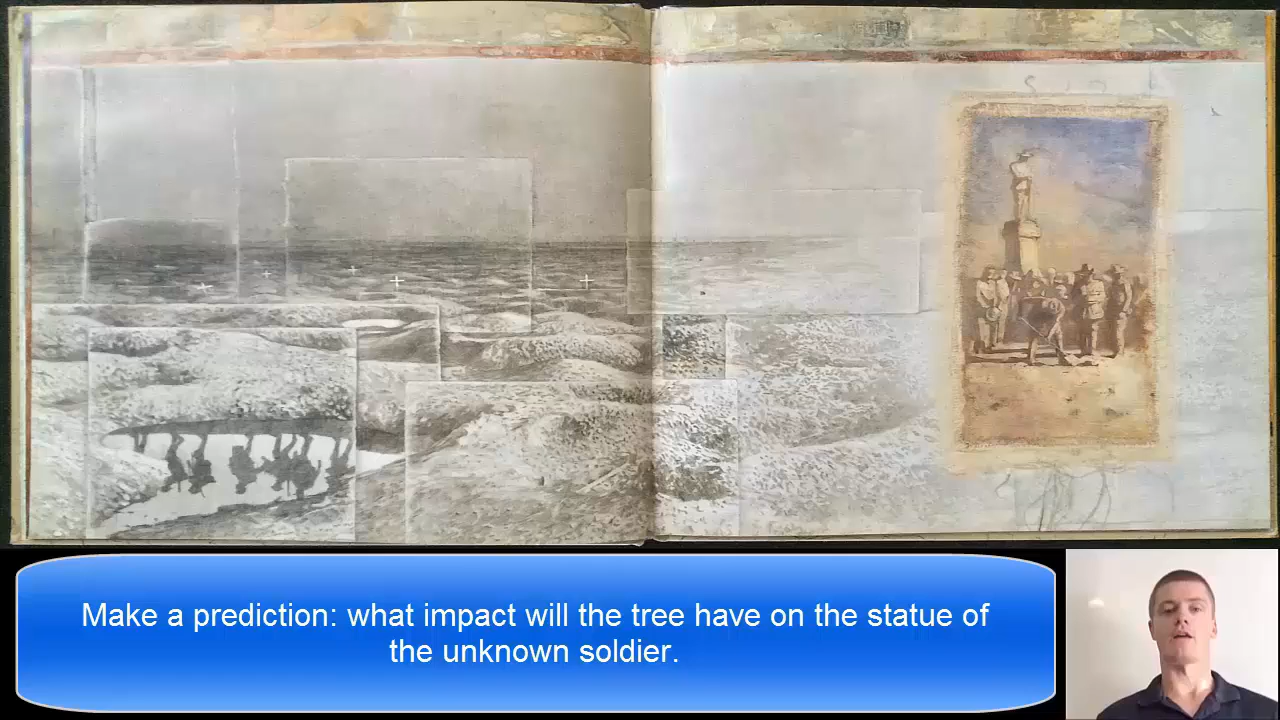 Make a prediction: what impact will the tree have on the statue of
the unknown soldier.